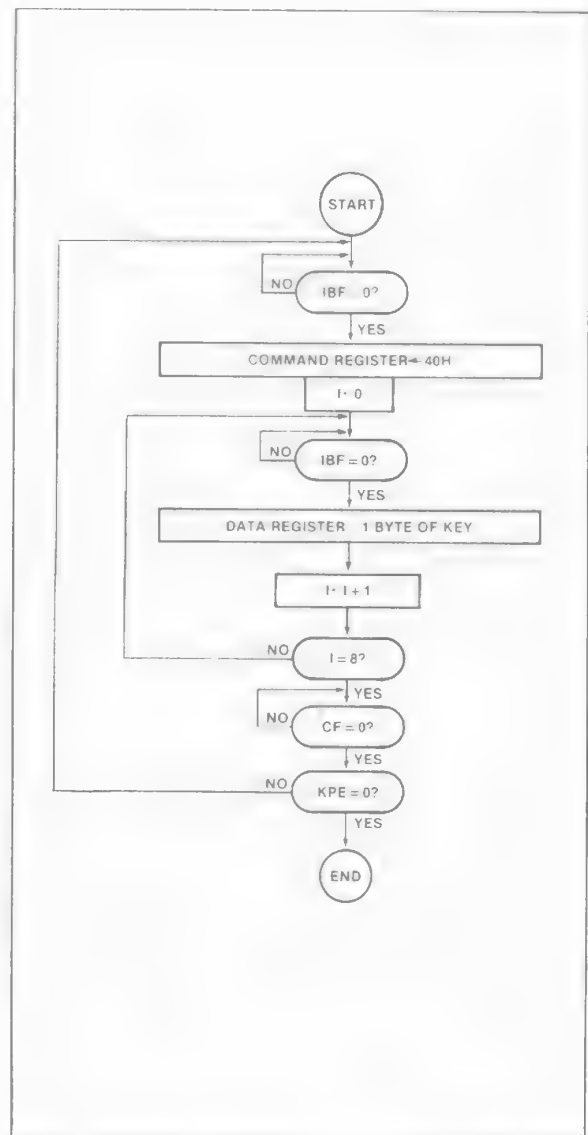 START
NO
IBF 0?
YES
COMMAND REGISTER← 40H
I· 0
NO
IBF = 0?
YES
DATA REGISTER 1 BYTE OF KEY
I· I + 1
NO
I = 8?
YES
NO
CF = 0?
YES
NO
KPE = 0?
YES
END